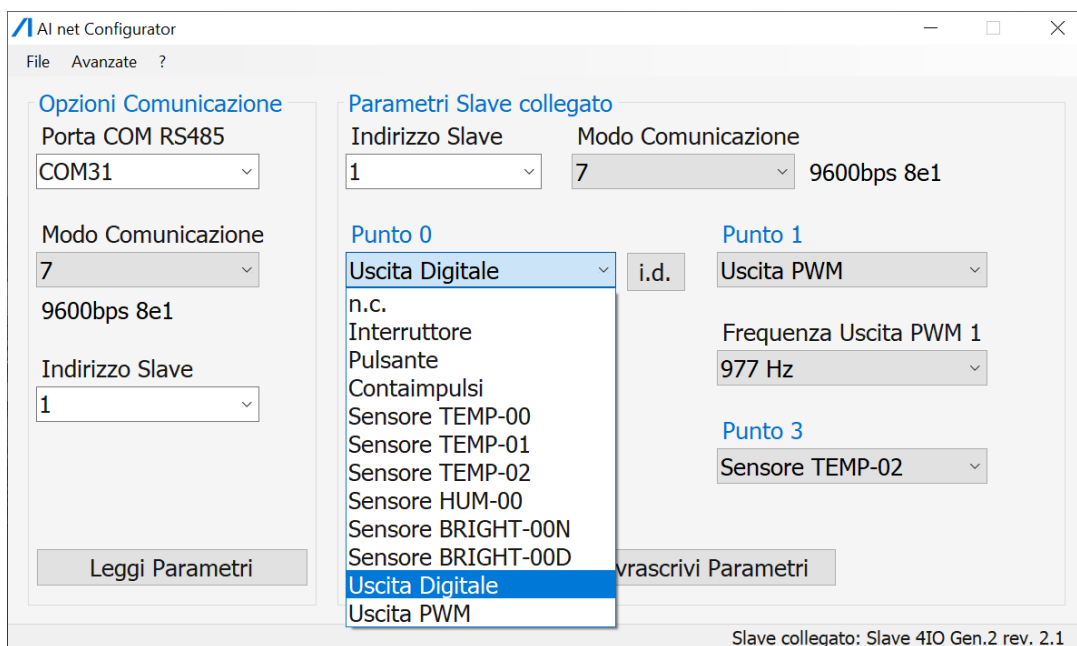 AI net Configurator
File Avanzate ?
Opzioni Comunicazione
Porta COM RS485
COM31
Modo Comunicazione
7
9600bps 8e1
Indirizzo Slave
1
Leggi Parametri
Parametri Slave collegato
Indirizzo Slave
1
Modo Comunicazione
7
9600bps 8e1
Punto 0
Uscita Digitale
i.d.
n.c.
Interruttore
Pulsante
Contaimpulsi
Sensore TEMP-00
Sensore TEMP-01
Sensore TEMP-02
Sensore HUM-00
Sensore BRIGHT-00N
Sensore BRIGHT-00D
Uscita Digitale
Uscita PWM
Punto 1
Uscita PWM
Frequenza Uscita PWM 1
977 Hz
Punto 3
Sensore TEMP-02
vrascrivi Parametri
Slave collegato: Slave 4IO Gen.2 rev. 2.1